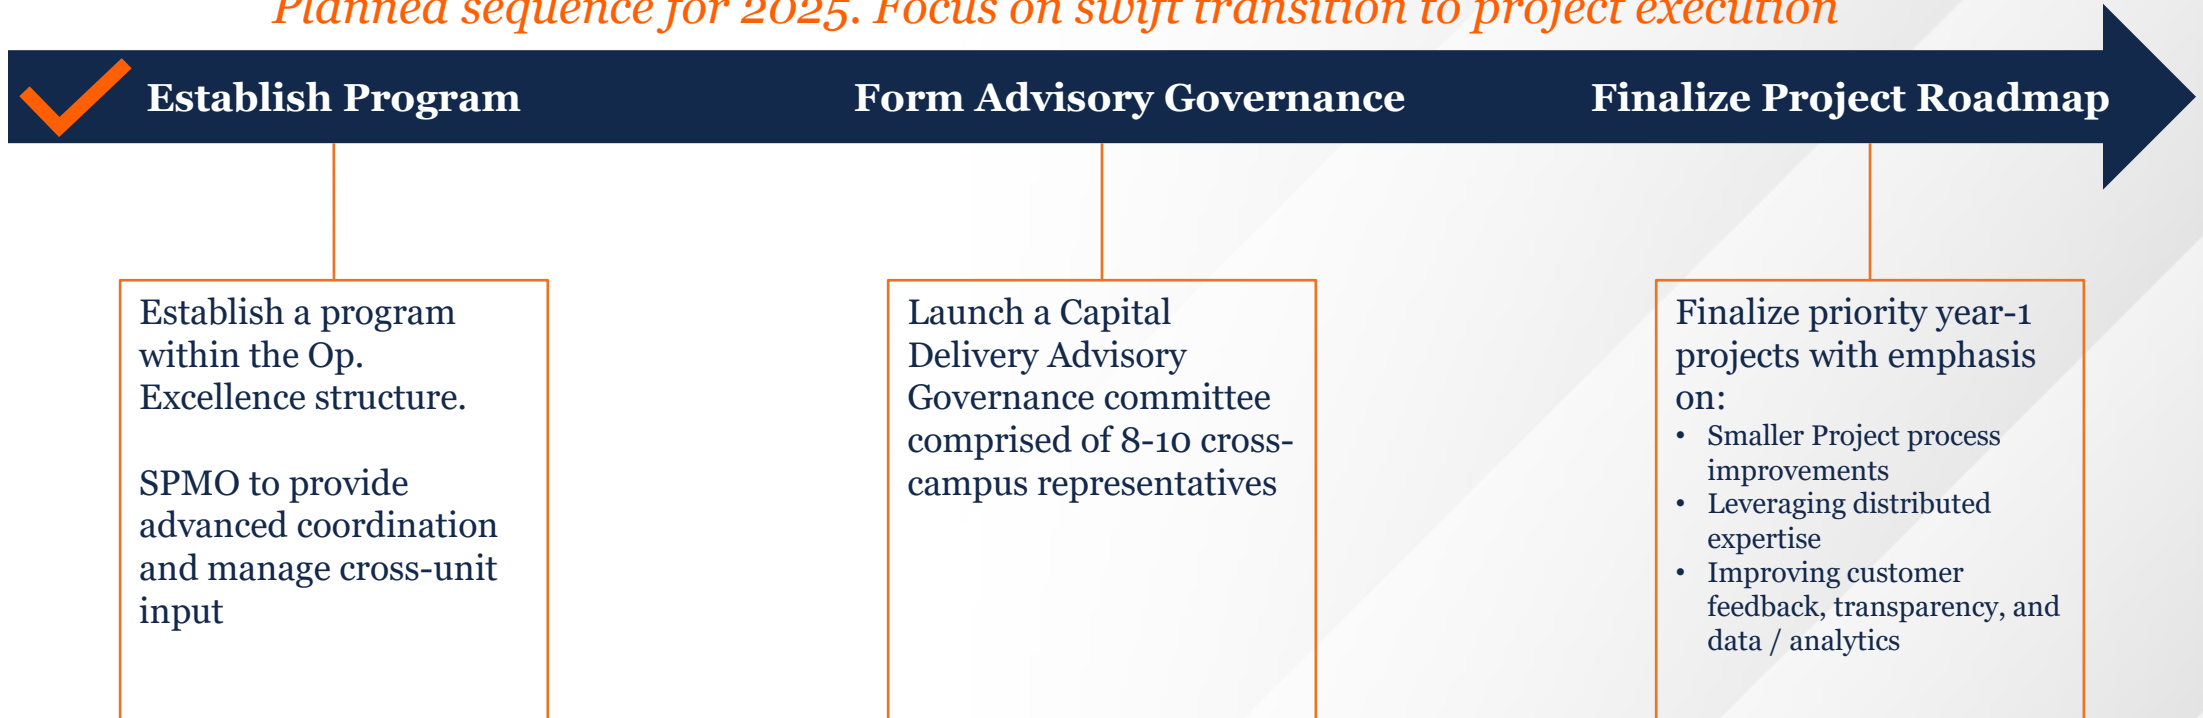 Planned sequence for 2025. Focus on swift transition to project execution
Establish Program
Form Advisory Governance
Finalize Project Roadmap
Establish a program
within the Op.
Excellence structure.
SPMO to provide
advanced coordination
and manage cross-unit
input
Launch a Capital
Delivery Advisory
Governance committee
comprised of 8-10 cross-
campus representatives
Finalize priority year-1
projects with emphasis
on:
• Smaller Project process
improvements
• Leveraging distributed
expertise
• Improving customer
feedback, transparency, and
data / analytics